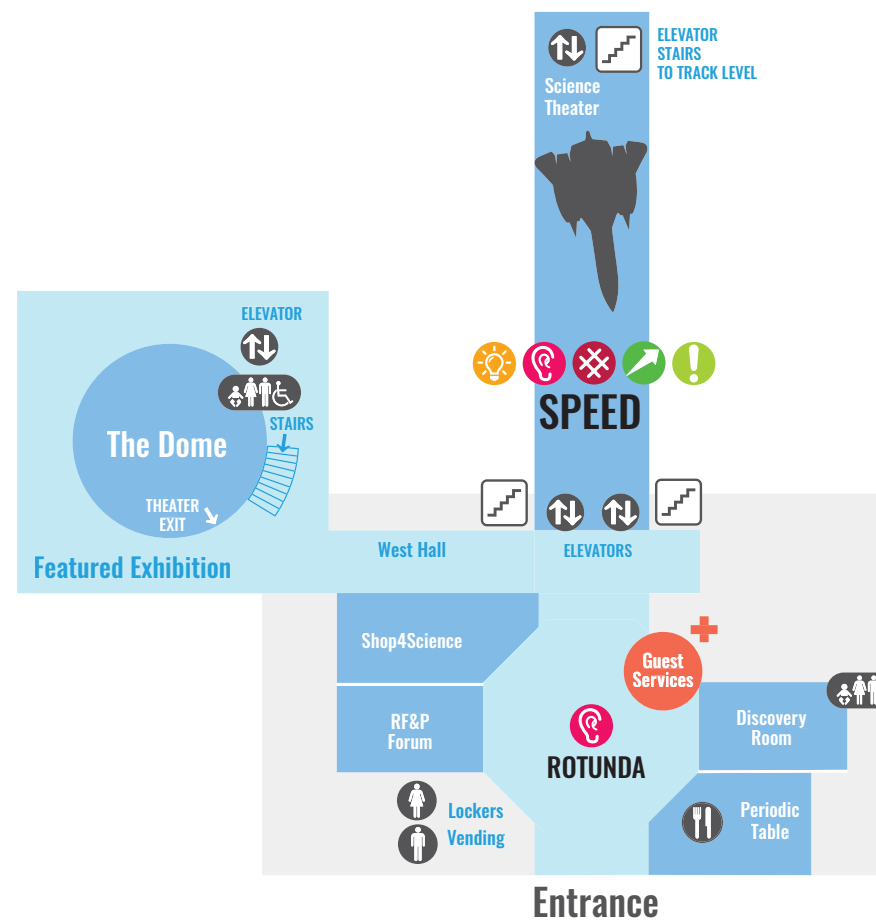 ELEVATOR
STAIRS
TO TRACK LEVEL
Science
Theater
ELEVATOR
SPEED
STAIRS
The Dome
THEATER
EXIT
West Hall
ELEVATORS
Featured Exhibition
Shop4Science
Guest
Services
RF&P
Forum
Discovery
Room
ROTUNDA
Lockers
Vending
Periodic
Table
Entrance